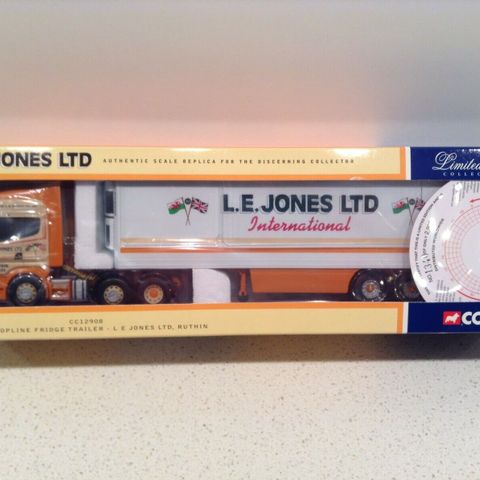 JONES LTD
AUTHENTIC SCALE REPLICA FOR THE DISCERNING COLLECTOR
Limited
COLLEC
L.E. JONES LTD
International
CC12908
OPLINE FRIDGE TRAILER - L E JONES LTD, RUTHIN
CO